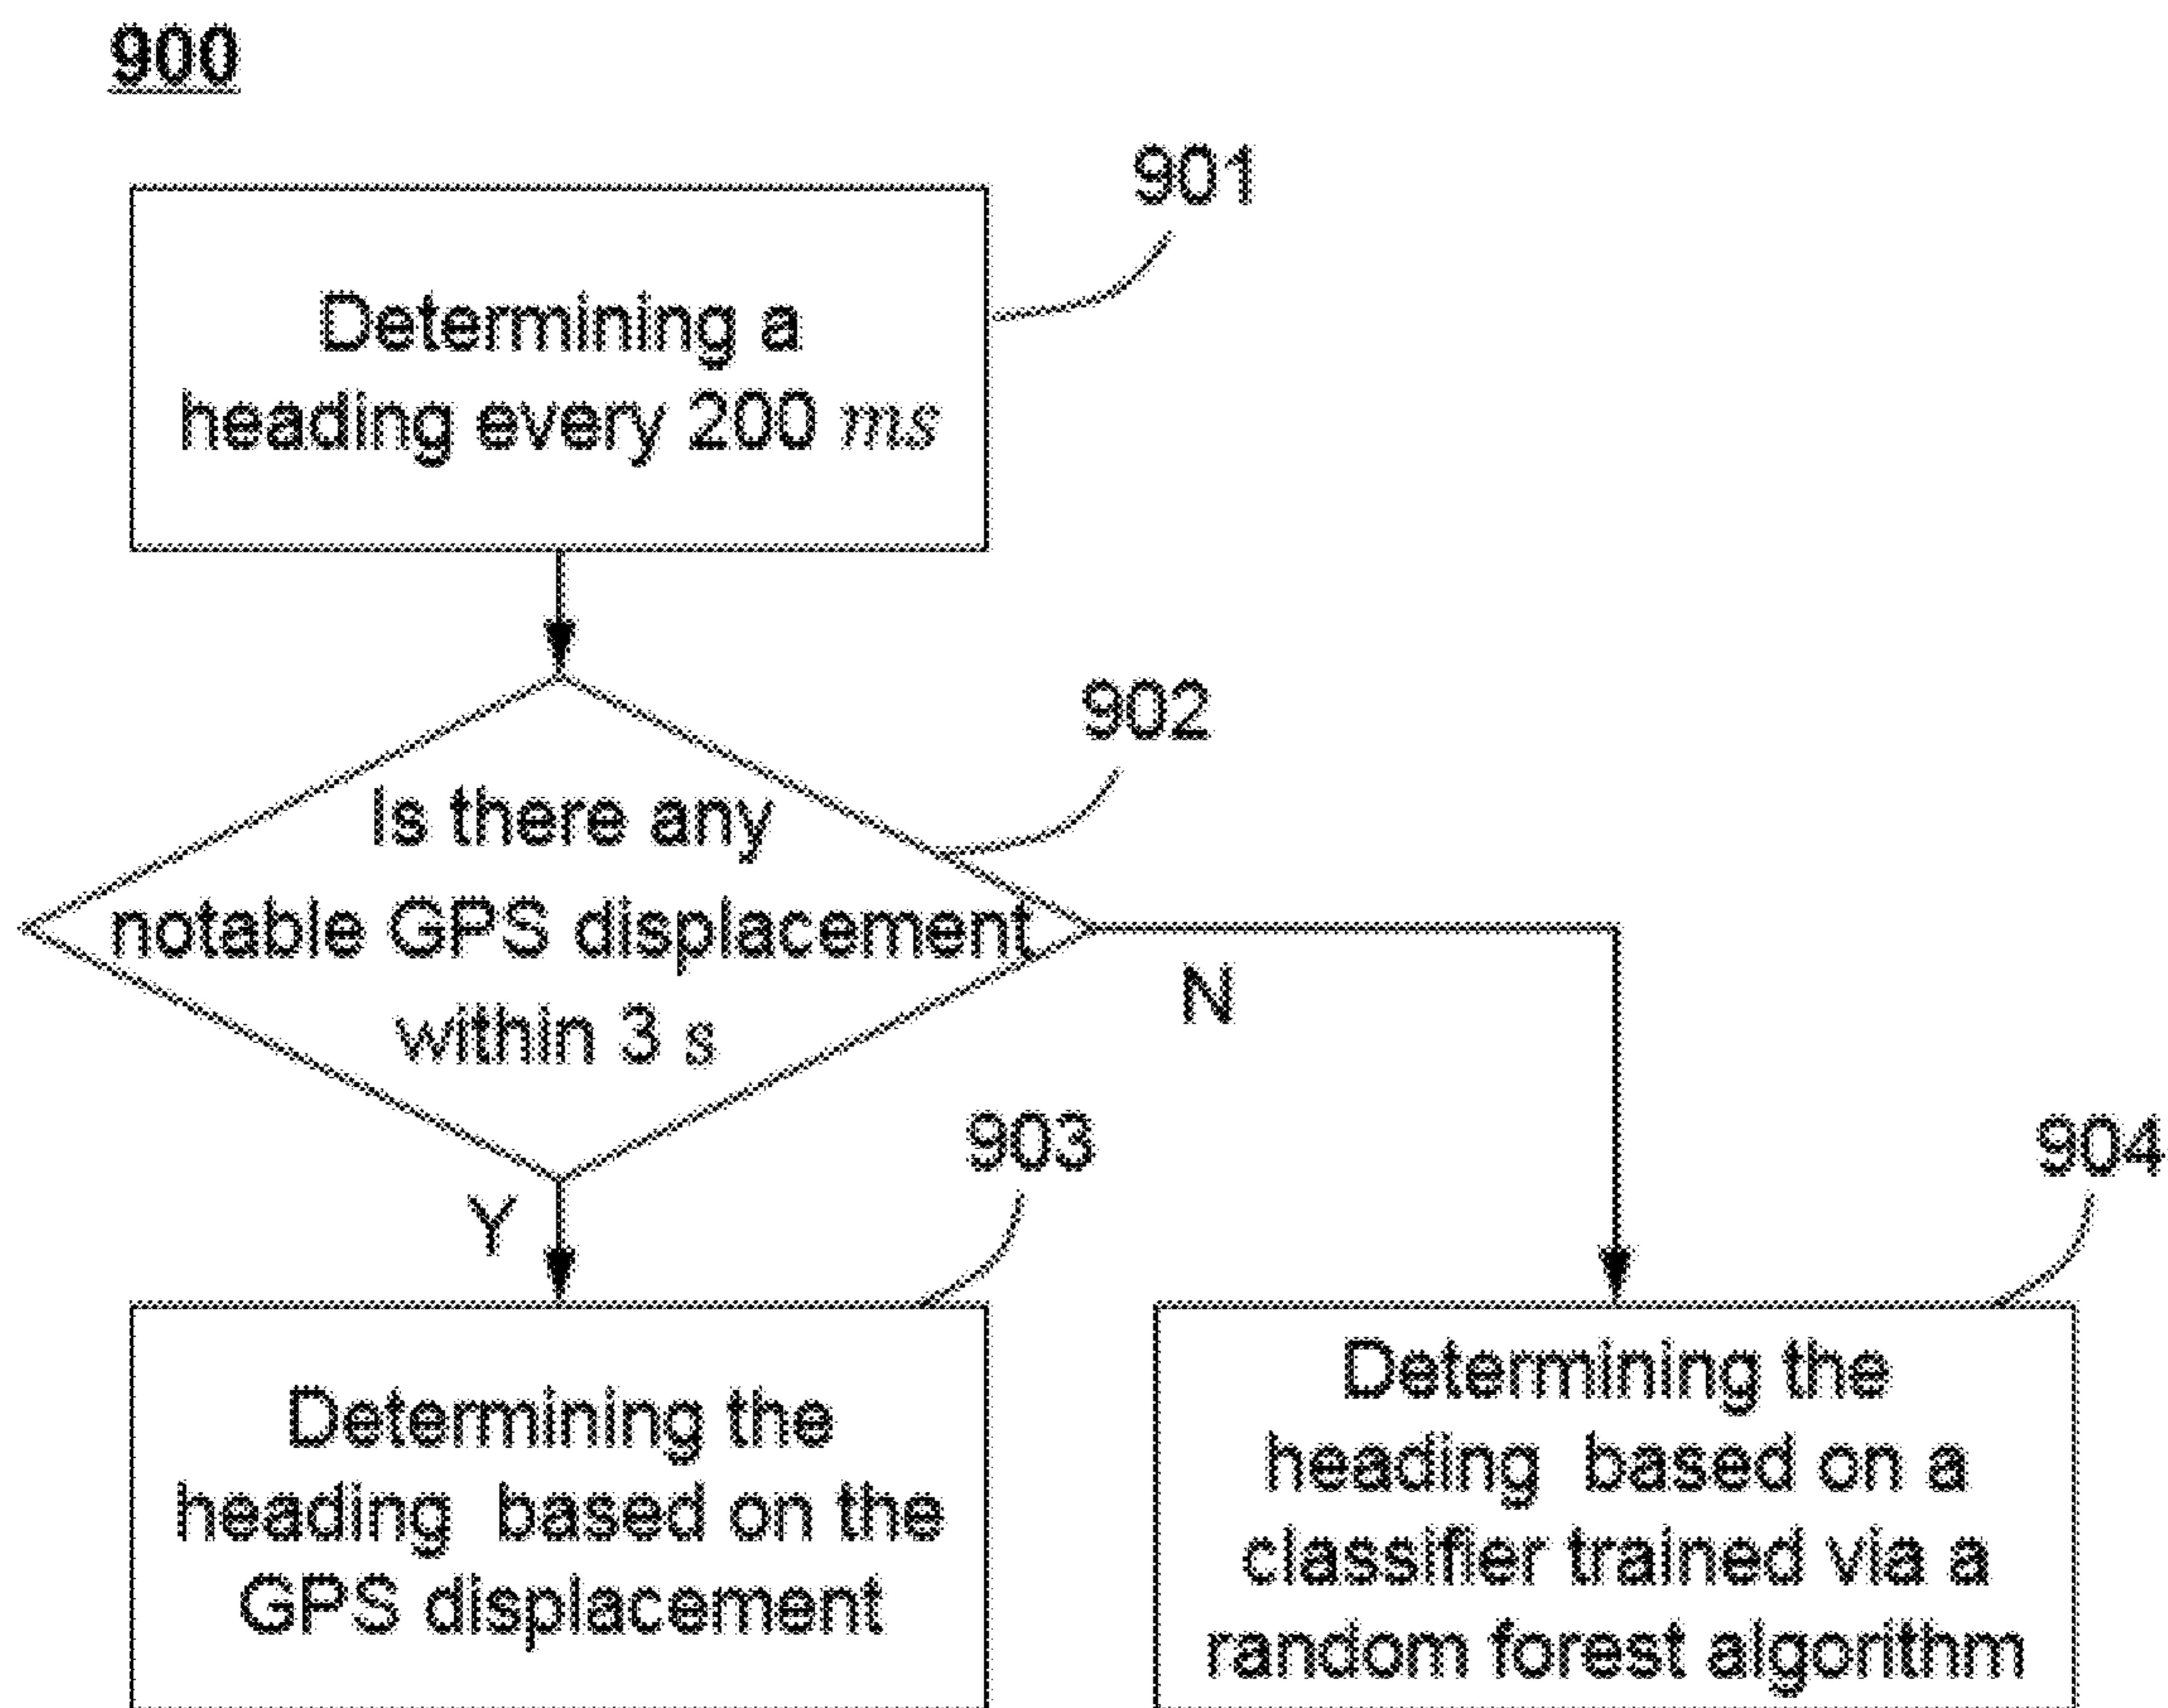 900
901
Determining a
heading every 200 ms
902
Is there any
notable GPS displacement
within 3 s
N
903
904
Y
Determining the
heading based on the
GPS displacement
Determining the
heading based on a
classifier trained via a
random forest algorithm